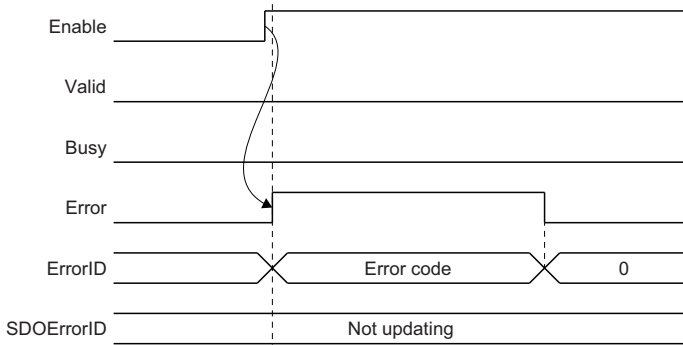 Enable
Valid
Busy
Error
ErrorID
Error code
0
SDOErrorID
Not updating